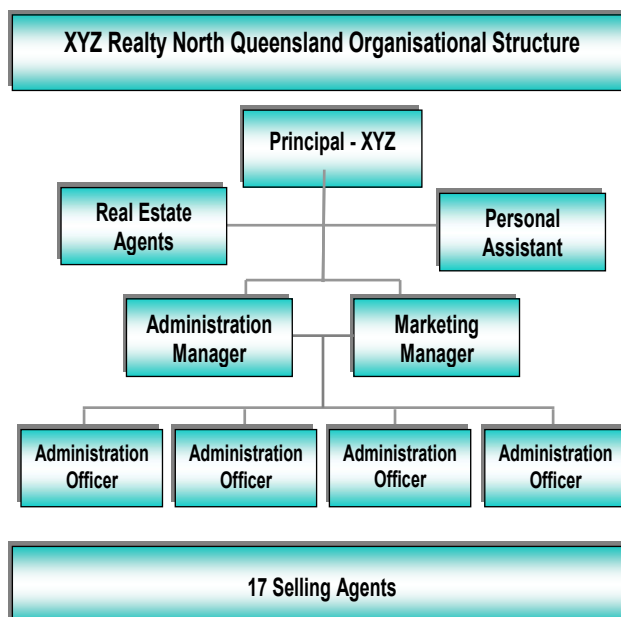 XYZ Realty North Queensland Organisational Structure
Principal - XYZ
Real Estate
Agents
Personal
Assistant
Administration
Manager
Marketing
Manager
Administration
Officer
Administration
Officer
Administration
Officer
Administration
Officer
17 Selling Agents